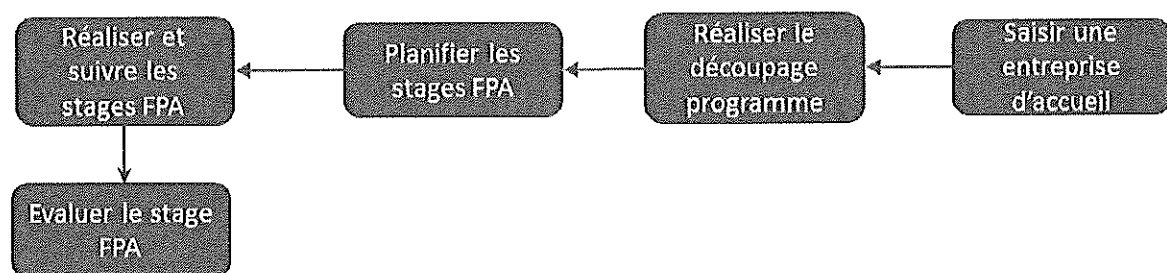 Réaliser et
suivre les
stages FPA
Planifier les
stages FPA
Réaliser le
découpage
programme
Saisir une
entreprise
d'accueil
Evaluer le stage
FPA